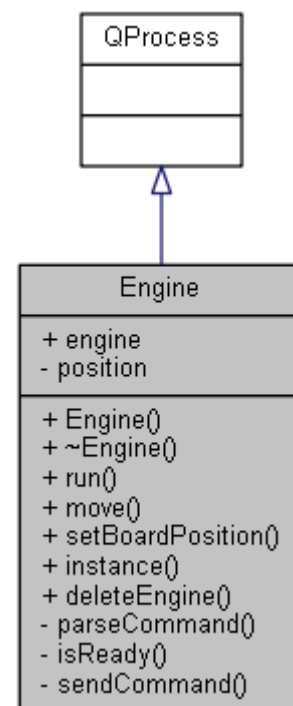 QProcess
Engine
+ engine
- position
+ Engine()
+ ~Engine()
+ run()
+ move()
+ setBoardPosition()
+ instance()
+ deleteEngine()
- parseCommand()
- isReady()
- sendCommand()